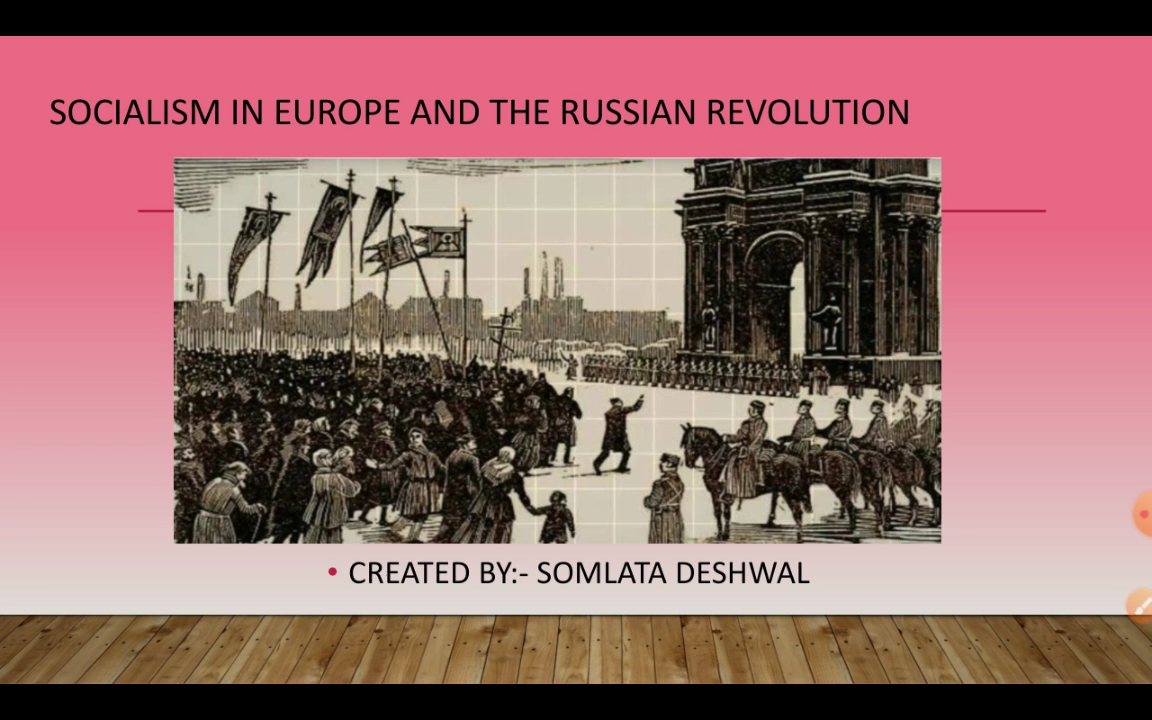 SOCIALISM IN EUROPE AND THE RUSSIAN REVOLUTION
• CREATED BY:- SOMLATA DESHWAL